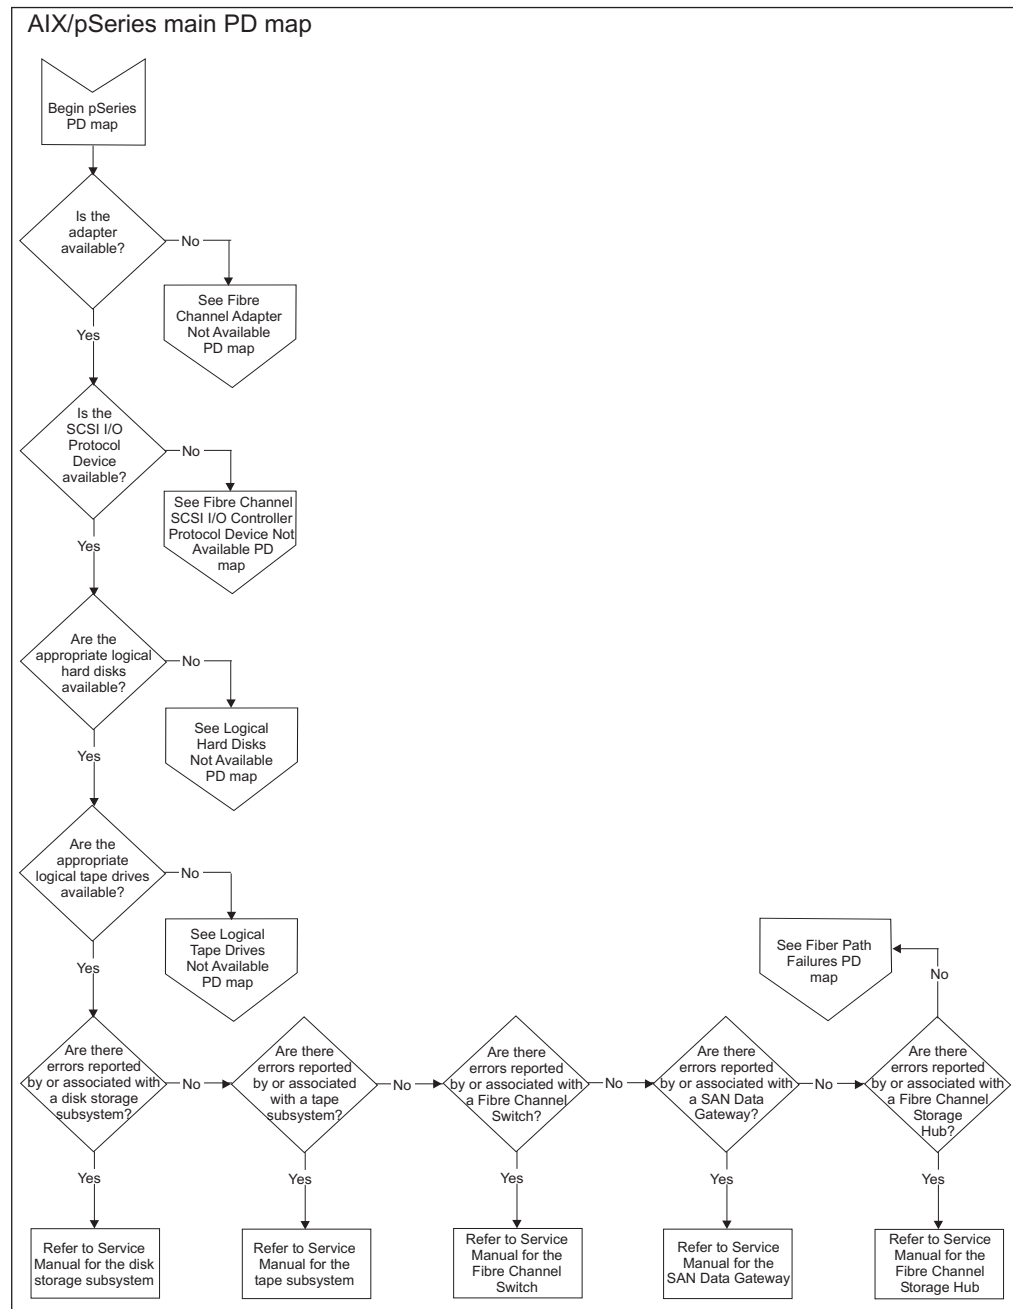 AIX/pSeries main PD map
Begin pSeries
PD map
Is the
adapter
available?
No
See Fibre
Channel Adapter
Not Available
PD map
Yes
Is the
SCSI I/O
Protocol
Device
available?
No
See Fibre Channel
SCSI I/O Controller
Protocol Device Not
Available PD
map
Yes
Are the
appropriate logical
hard disks
available?
No
See Logical
Hard Disks
Not Available
PD map
Yes
Are the
appropriate
logical tape drives
available?
No
See Logical
Tape Drives
Not Available
PD map
Yes
Are there
errors reported
by or associated with
a disk storage
subsystem?
No
Are there
errors reported
by or associated
with a tape
subsystem?
No
Are there
errors reported
by or associated with
a Fibre Channel
Switch?
No
Are there
errors reported
by or associated with
a SAN Data
Gateway?
No
Are there
errors reported
by or associated with
a Fibre Channel
Storage
Hub?
No
See Fiber Path
Failures PD
map
Yes
Refer to Service
Manual for the disk
storage subsystem
Yes
Refer to Service
Manual for the
tape subsystem
Yes
Refer to Service
Manual for the
Fibre Channel
Switch
Yes
Refer to Service
Manual for the
SAN Data Gateway
Yes
Refer to Service
Manual for the
Fibre Channel
Storage Hub